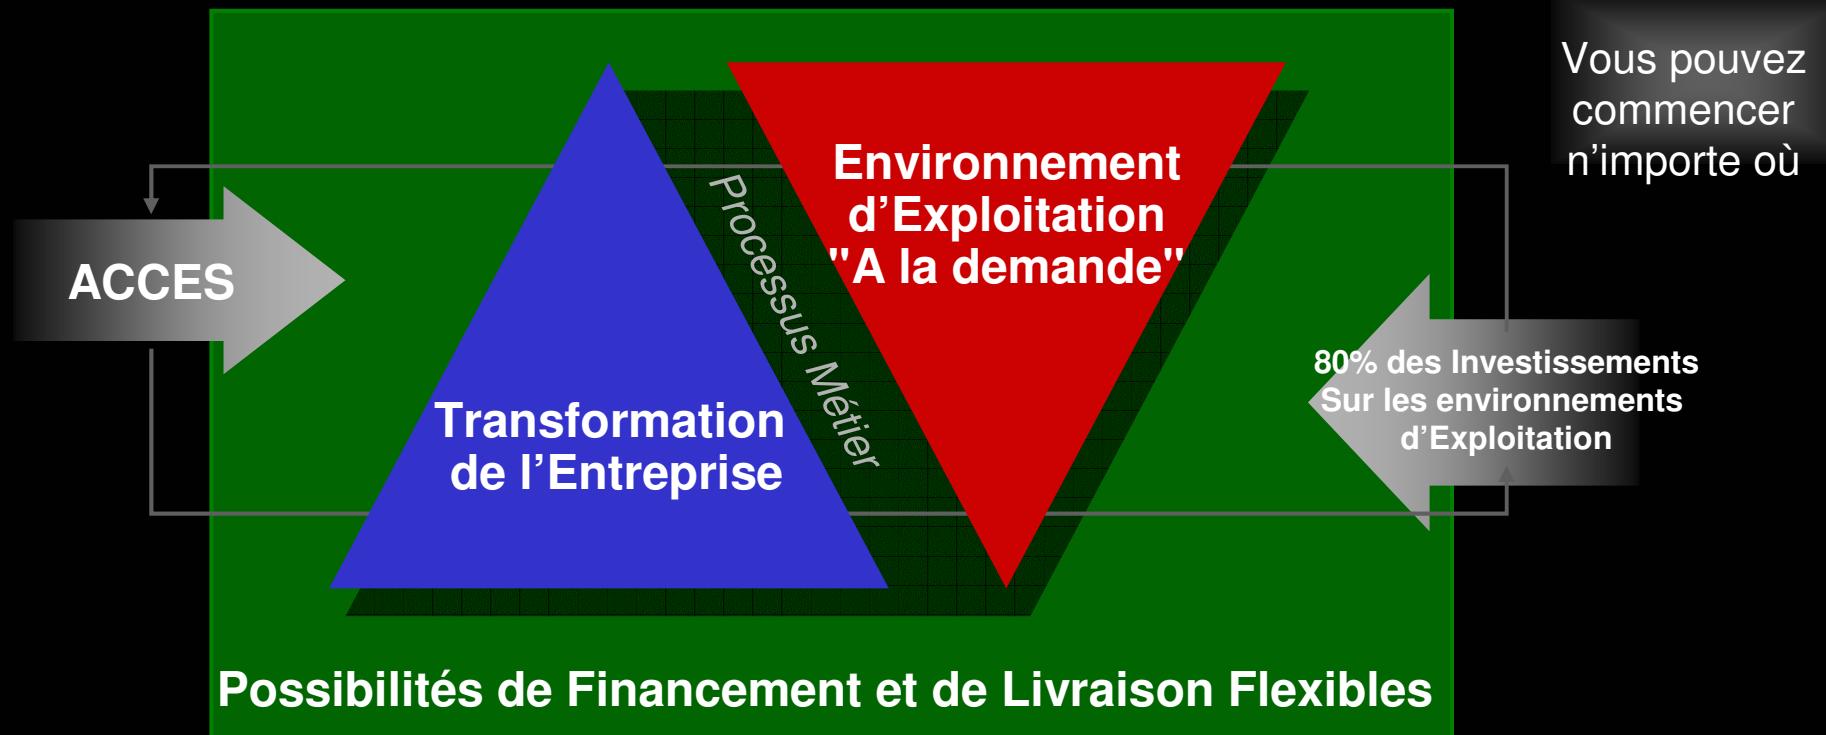 Vous pouvez
commencer
n’importe où
Environnement
d’Exploitation
"A la demande"
Processus Métier
ACCES
80% des Investissements
Sur les environnements
d’Exploitation
Transformation
de l’Entreprise
Possibilités de Financement et de Livraison Flexibles